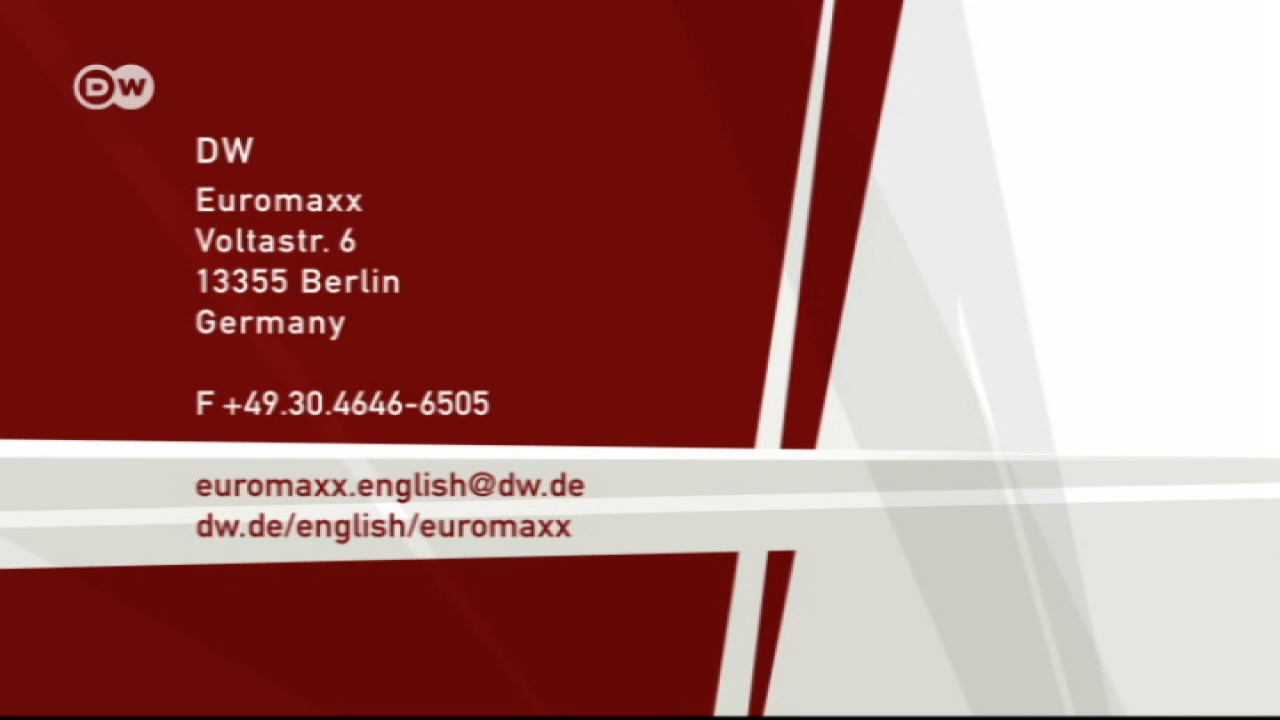 DW
DW
Euromaxx
Voltastr. 6
13355 Berlin
Germany
F +49.30.4646-6505
euromaxx.english@dw.de
dw.de/english/euromaxx